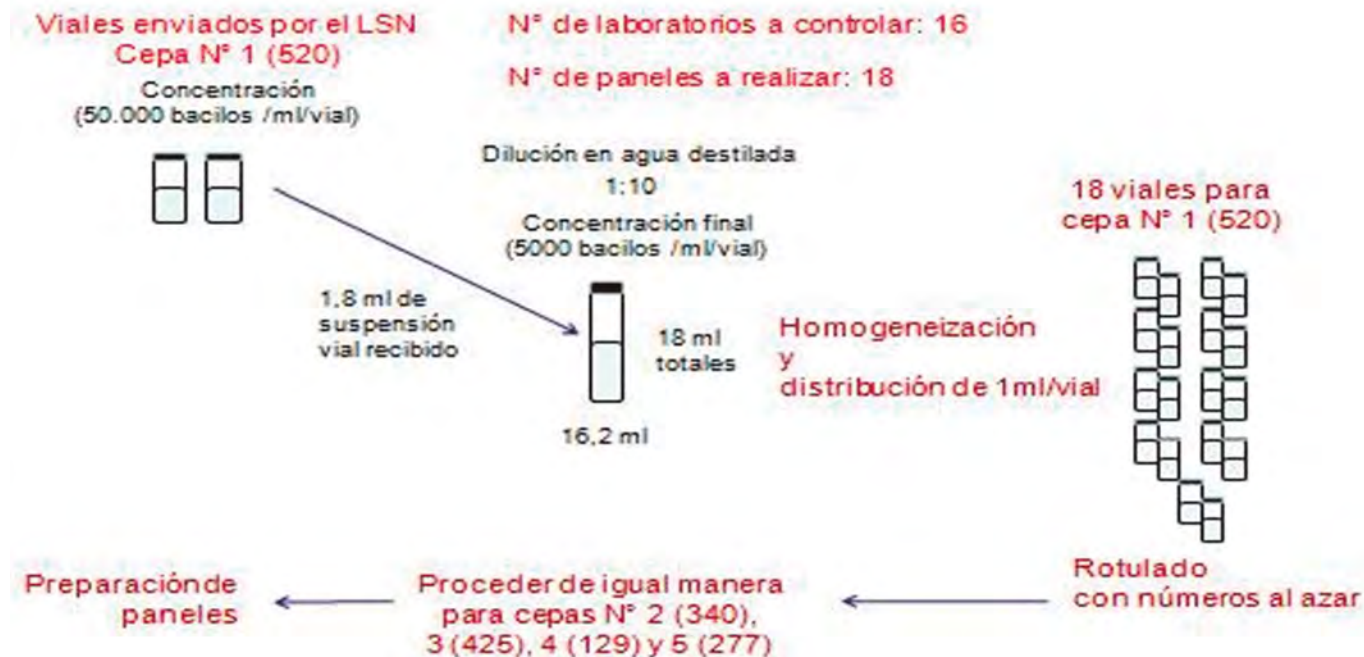 Viales enviados por el LSN
Cepa N° 1 (520)
Concentración
(50.000 bacilos /ml/vial)
N° de laboratorios a controlar: 16
N° de paneles a realizar: 18
Dilución en agua destilada
1:10
Concentración final
(5000 bacilos /ml/vial)
18 viales para
cepa N° 1 (520)
1,8 ml de
suspensión
vial recibido
18 ml
totales
16,2 ml
Homogeneización
y
distribución de 1ml/vial
Rotulado
con números al azar
Proceder de igual manera
para cepas N° 2 (340),
3 (425), 4 (129) y 5 (277)
Preparaciónde
paneles